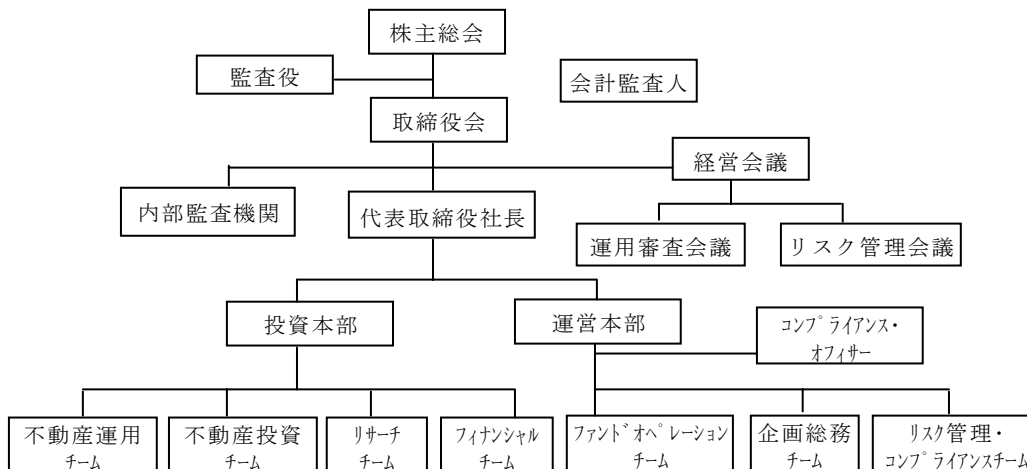 株主総会
監査役
会計監査人
取締役会
経営会議
内部監査機関
代表取締役社長
運用審査会議
リスク管理会議
投資本部
運営本部
コンプライアンス・
オフィサー
不動産運用
チーム
不動産投資
チーム
リサーチ
チーム
フィナンシャル
チーム
ファンドオペレーション
チーム
企画総務
チーム
リスク管理・
コンプライアンスチーム